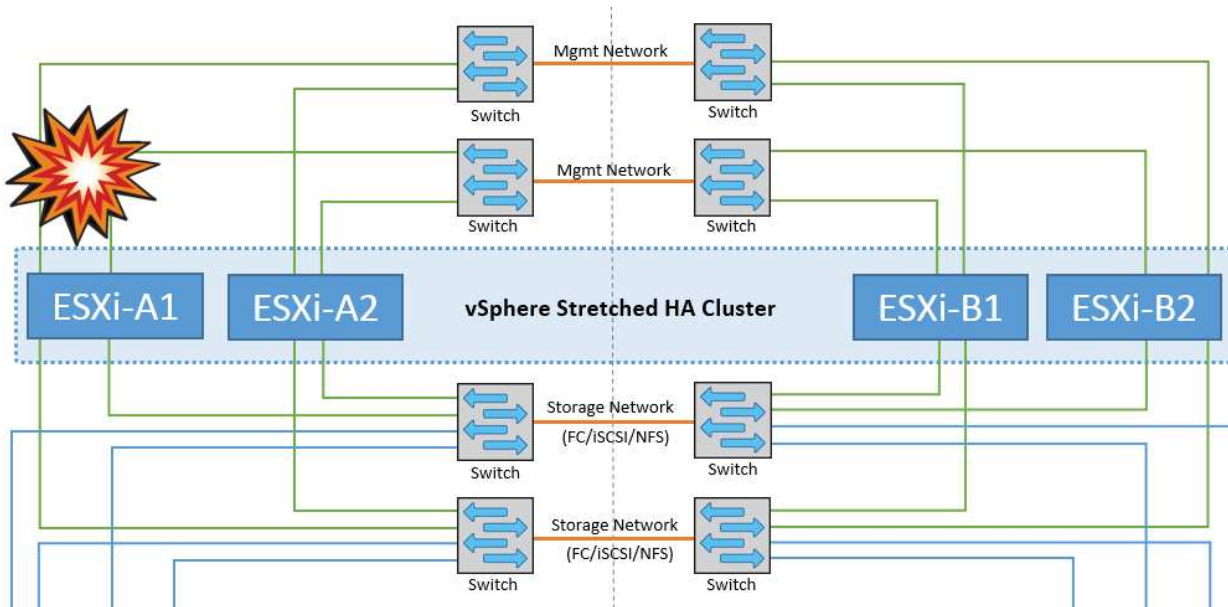 Mgmt Network
Switch
Switch
Mgmt Network
Switch
Switch
ESXi-A1
ESXi-A2
vSphere Stretched HA Cluster
ESXi-B1
ESXi-B2
Storage Network
(FC/iSCSI/NFS)
Switch
Switch
Storage Network
(FC/iSCSI/NFS)
Switch
Switch